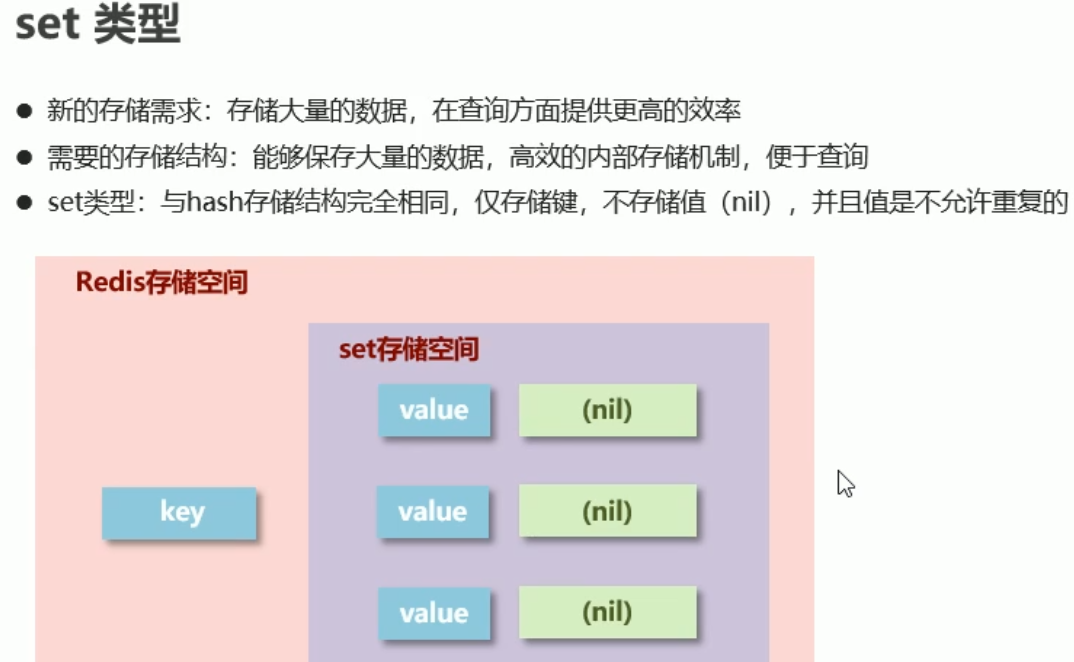 set 类型
● 新的存储需求：存储大量的数据，在查询方面提供更高的效率
● 需要的存储结构：能够保存大量的数据，高效的内部存储机制，便于查询
● set类型：与hash存储结构完全相同，仅存储键，不存储值（nil），并且值是不允许重复的
Redis存储空间
set存储空间
value (nil)
key value (nil)
value (nil)